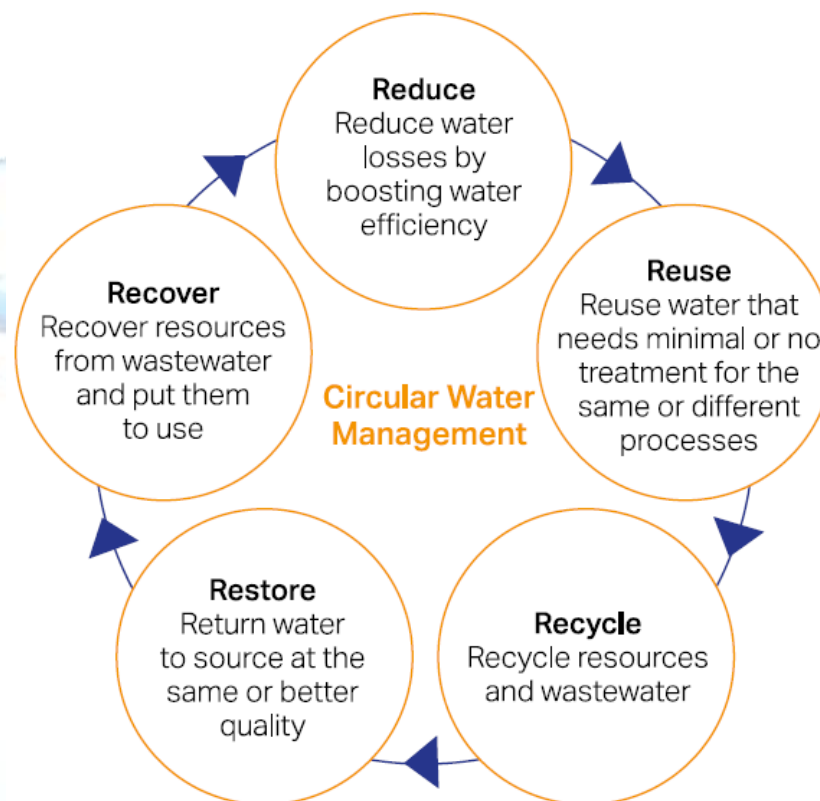 Reduce
Reduce water
losses by
boosting water
efficiency
Reuse
Reuse water that
needs minimal or no
treatment for the
same or different
processes
Recycle
Recycle resources
and wastewater
Restore
Return water
to source at the
same or better
quality
Recover
Recover resources
from wastewater
and put them
to use
Circular Water
Management